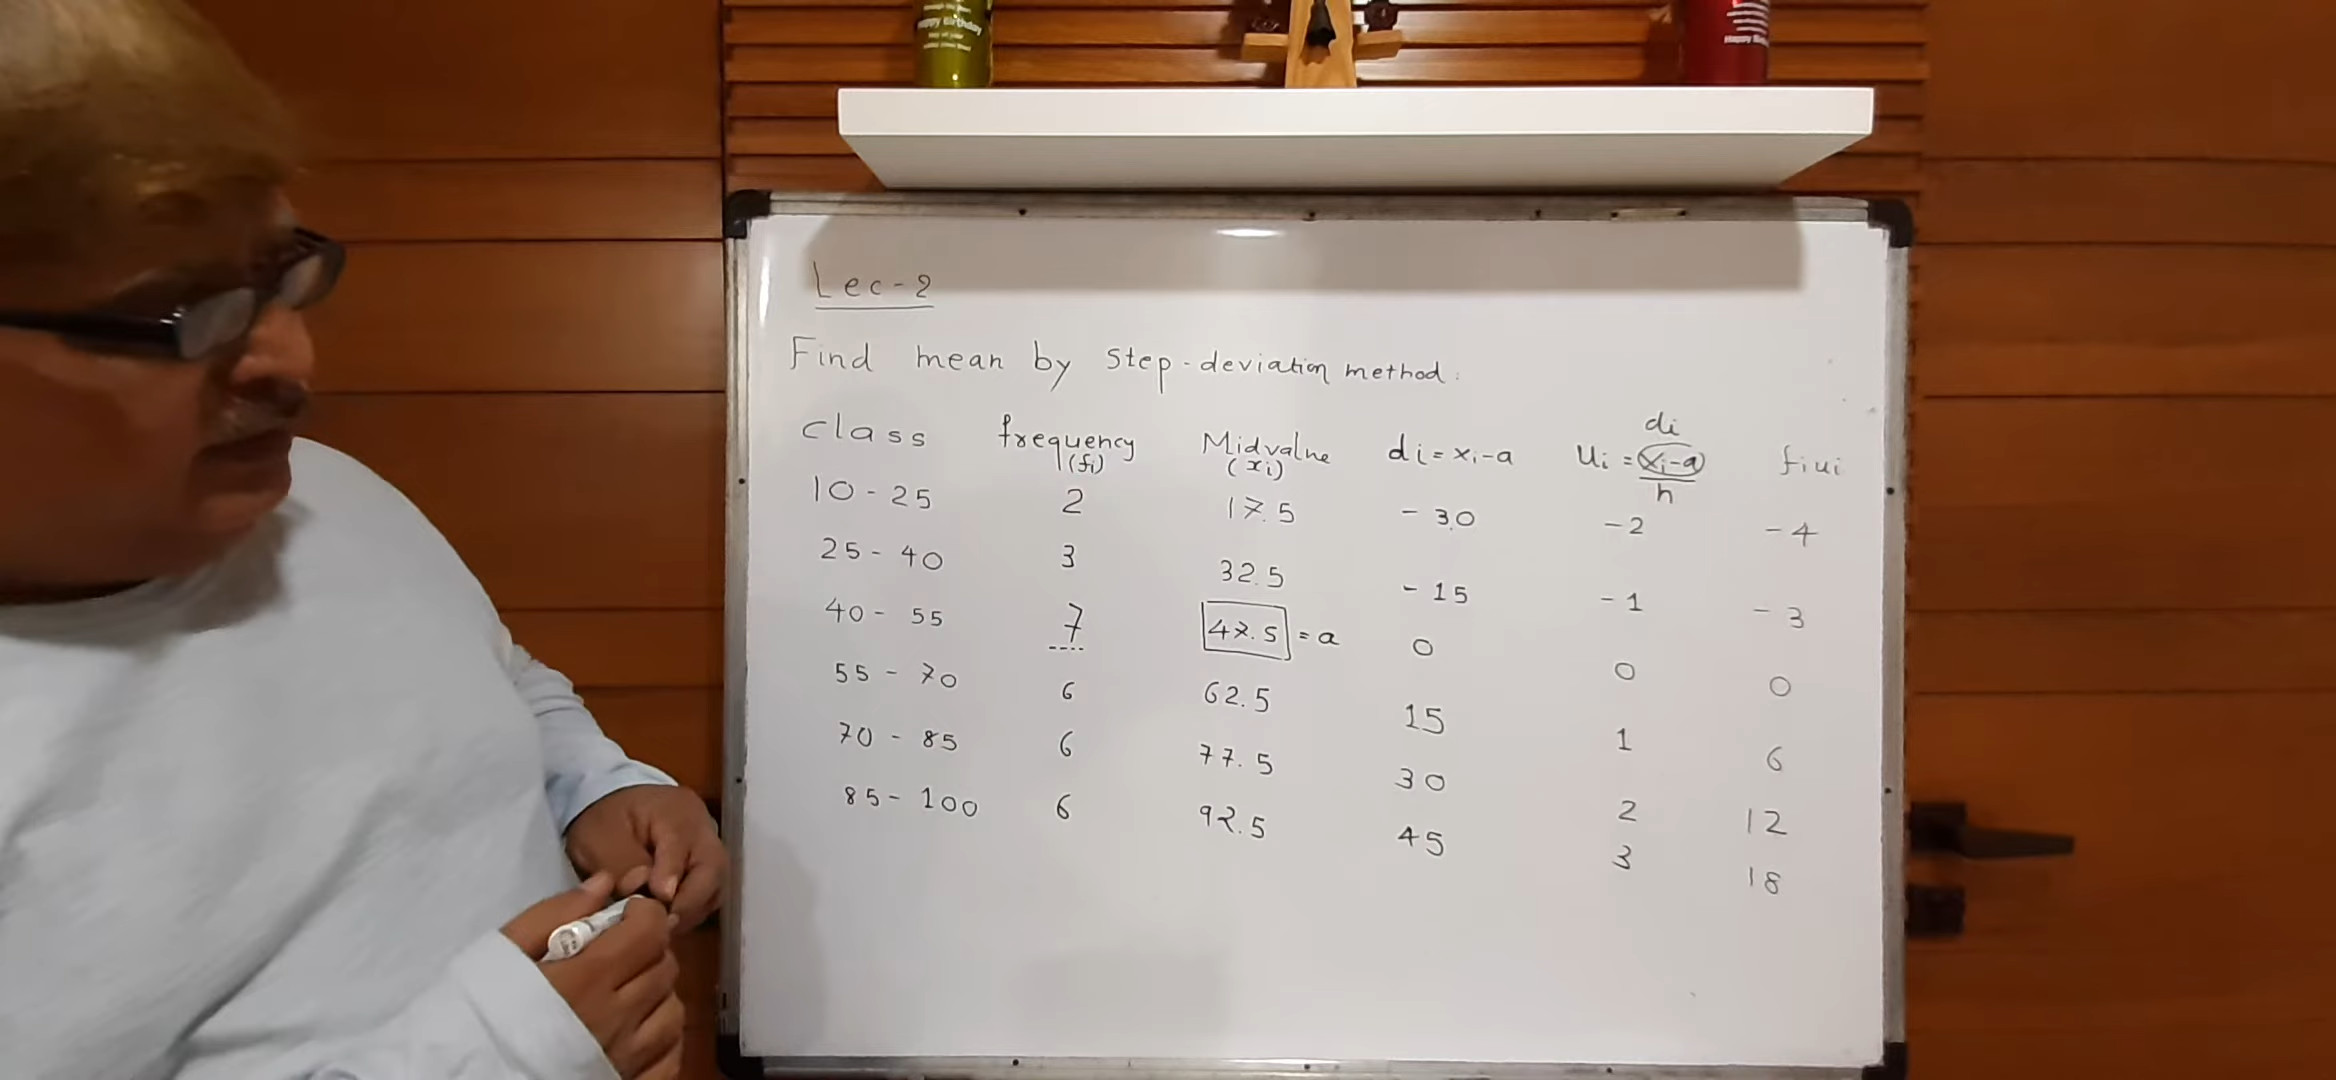 Happy Birthday
Happy
Lec-2
Find mean by Step-deviation method.
class frequency (fi) Midvalue (xi) di = xi-a ui = di (xi-a) / h fiui
10-25 2 17.5 -30 -2 -4
25-40 3 32.5 -15 -1 -3
40-55 7 47.5 = a 0 0 0
55-70 6 62.5 15 1 6
70-85 6 77.5 30 2 12
85-100 6 92.5 45 3 18